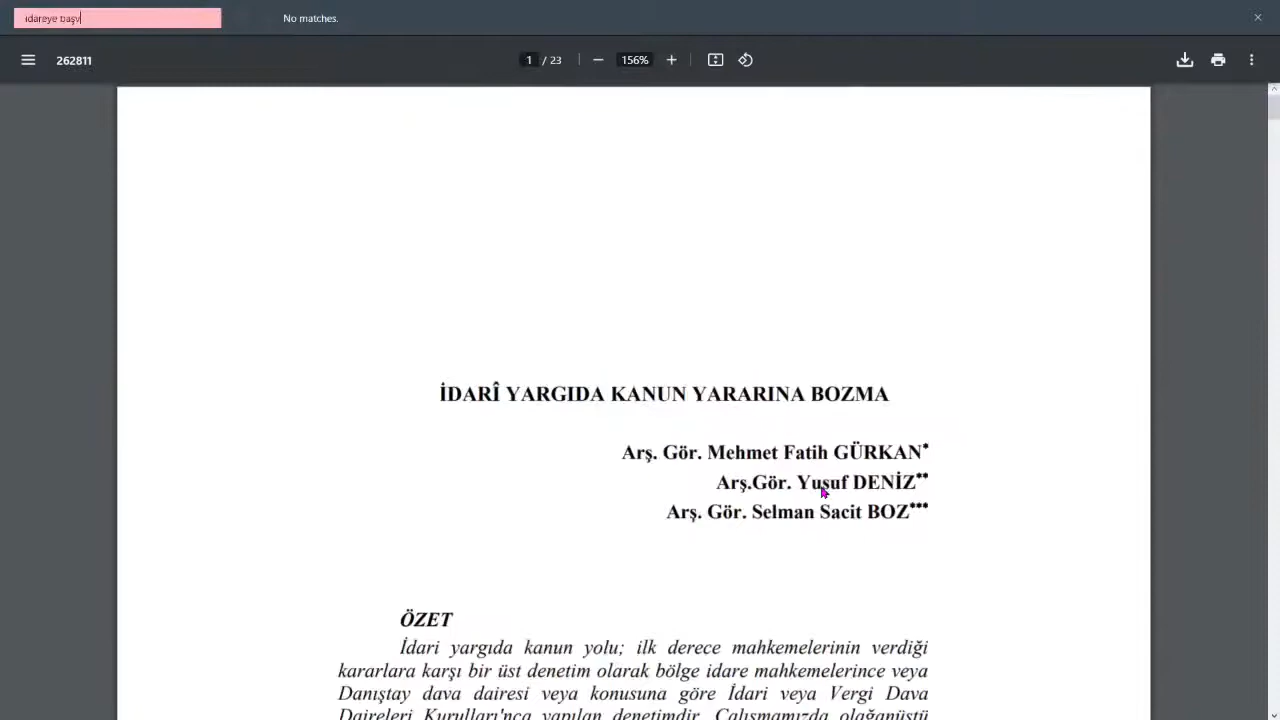 idareye başv
No matches.
262811
1 / 23
156%
İDARÎ YARGIDA KANUN YARARINA BOZMA
Arş. Gör. Mehmet Fatih GÜRKAN*
Arş.Gör. Yusuf DENİZ**
Arş. Gör. Selman Sacit BOZ***
ÖZET
İdari yargıda kanun yolu; ilk derece mahkemelerinin verdiği
kararlara karşı bir üst denetim olarak bölge idare mahkemelerince veya
Danıştay dava dairesi veya konusuna göre İdari veya Vergi Dava
Daireleri Kurulları'nca yapılan denetimdir. Çalışmamızda olağanüstü